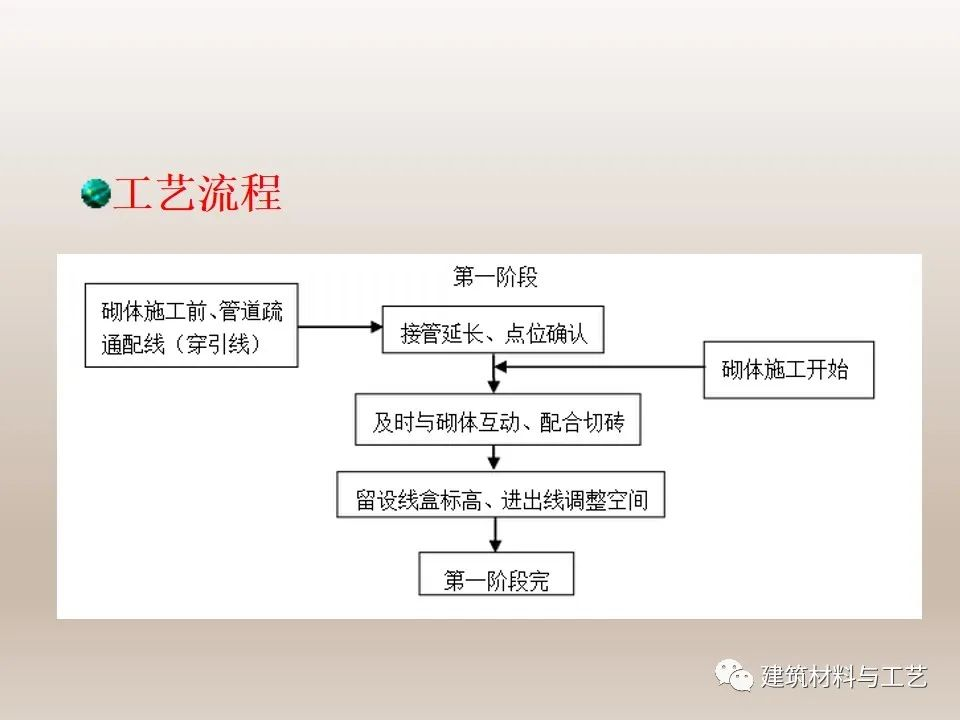 工艺流程
第一阶段
砌体施工前、管道疏
通配线（穿引线）
接管延长、点位确认
砌体施工开始
及时与砌体互动、配合切砖
留设线盒标高、进出线调整空间
第一阶段完
建筑材料与工艺